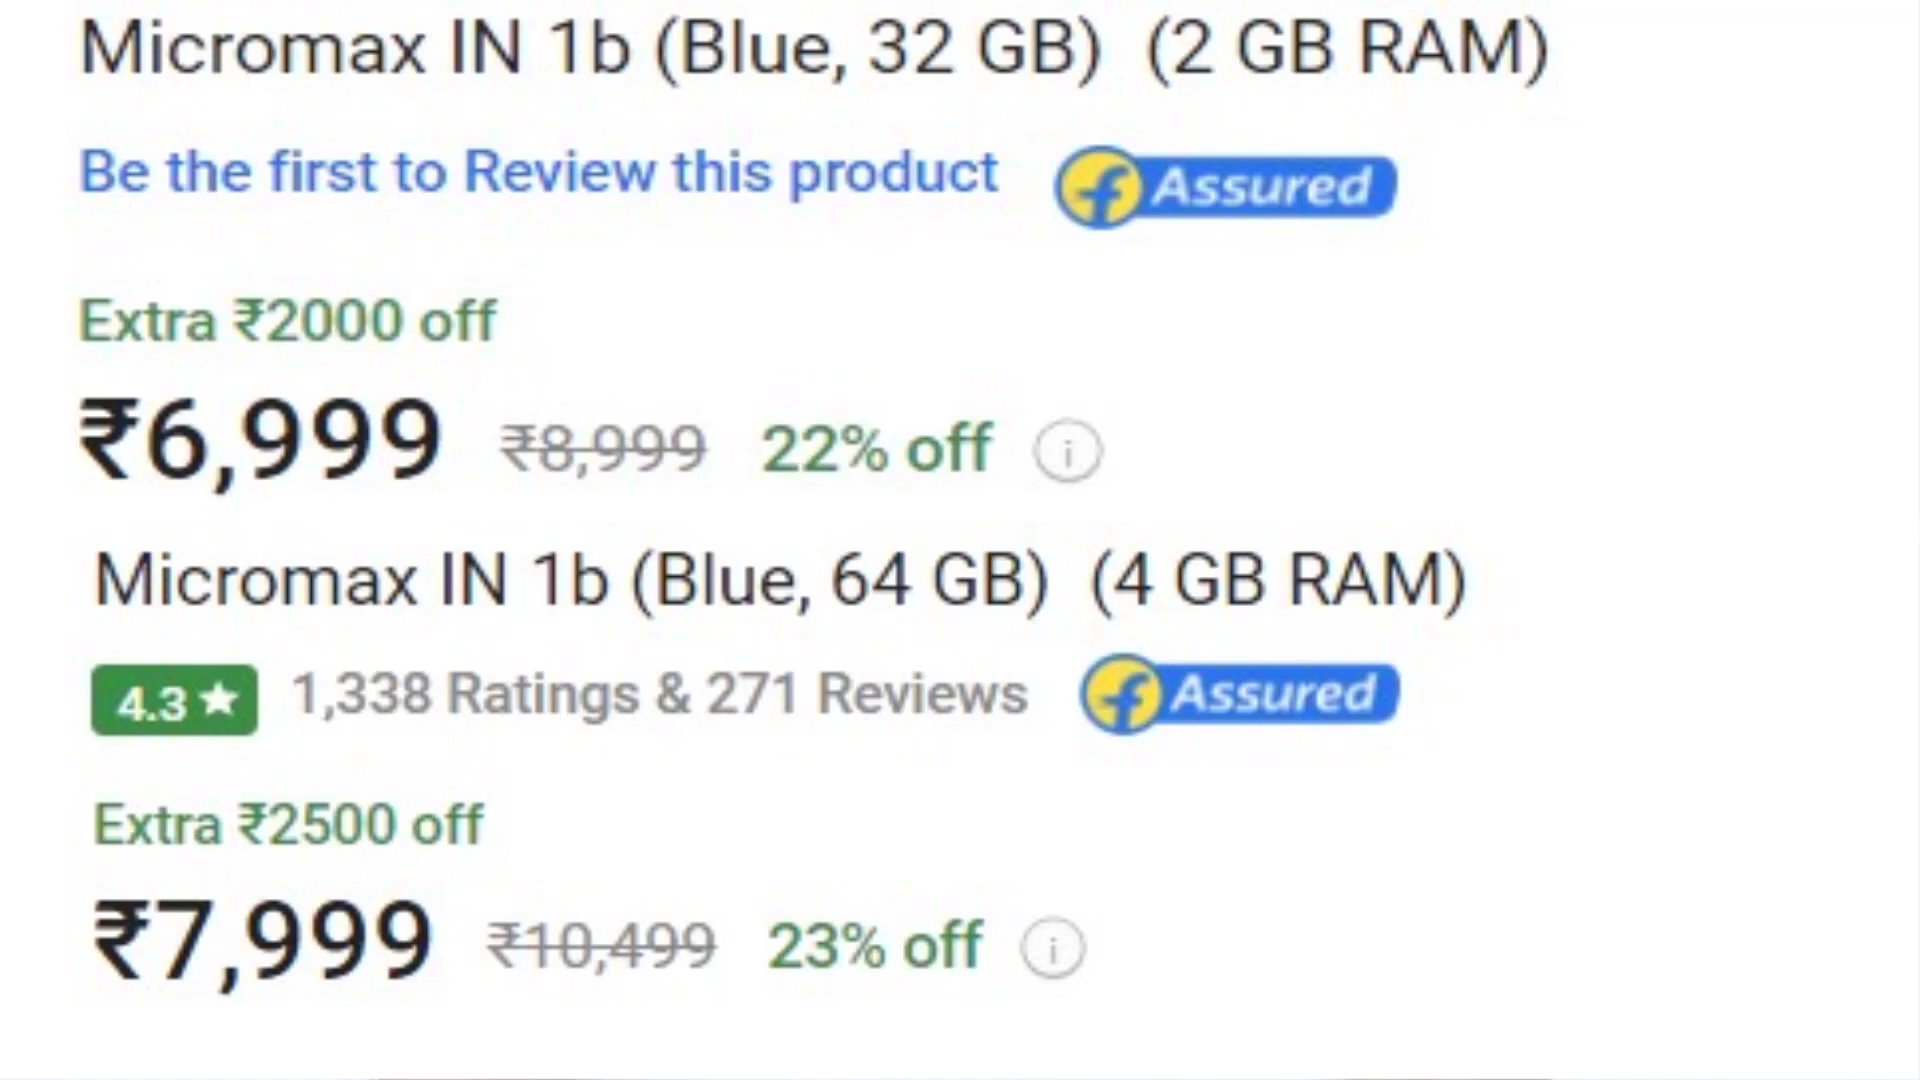 Micromax IN 1b (Blue, 32 GB)  (2 GB RAM)
Be the first to Review this product f Assured
Extra ₹2000 off
₹6,999 ₹8,999 22% off i
Micromax IN 1b (Blue, 64 GB)  (4 GB RAM)
4.3★ 1,338 Ratings & 271 Reviews f Assured
Extra ₹2500 off
₹7,999 ₹10,499 23% off i